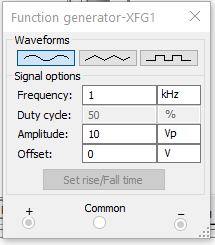 Function generator-XFG1
Waveforms
Signal options
Frequency: 1 kHz
Duty cycle: 50 %
Amplitude: 10 Vp
Offset: 0 V
Set rise/Fall time
+ Common −